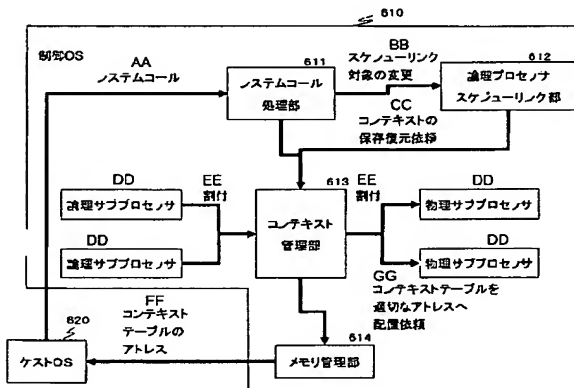 610
制御OS
AA
システムコール
611
システムコール
処理部
BB
スケジューリング
対象の変更
612
論理プロセッサ
スケジューリング部
CC
コンテキストの
保存復元依頼
DD
論理サブプロセッサ
EE
割付
613
コンテキスト
管理部
EE
割付
DD
物理サブプロセッサ
DD
論理サブプロセッサ
DD
物理サブプロセッサ
GG
コンテキストテーブルを
適切なアドレスへ
配置依頼
620
ゲストOS
FF
コンテキスト
テーブルの
アドレス
614
メモリ管理部